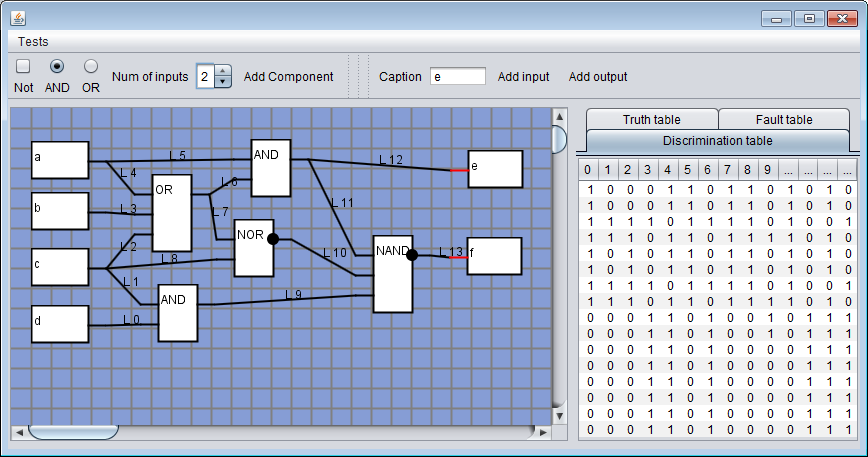 Tests
Not
AND
OR
Num of inputs
2
Add Component
Caption
e
Add input
Add output
Truth table
Fault table
Discrimination table
a
L 5
AND
L 12
e
L 4
OR
L 6
b
L 3
L 7
L 11
NOR
c
L 2
L 8
L 10
NAND
L 13
f
L 1
AND
L 9
d
L 0
0 1 2 3 4 5 6 7 8 9 ... ... ... ...
1 0 0 0 1 1 0 1 1 0 1 0 1 0
1 0 0 0 1 1 0 1 1 0 1 0 1 0
1 1 1 1 0 1 1 1 1 0 1 0 0 1
1 1 1 0 1 1 0 1 1 1 1 0 1 0
1 0 0 0 1 1 0 1 1 0 1 0 1 0
1 0 0 0 1 1 0 1 1 0 1 0 1 0
1 1 1 1 0 1 1 1 1 0 1 0 0 1
1 1 1 0 1 1 0 1 1 1 1 0 1 0
0 0 0 1 1 0 1 0 0 1 0 1 1 1
0 0 0 1 1 0 1 0 0 1 0 1 1 1
0 0 0 1 1 0 1 0 0 0 0 1 1 1
0 0 0 1 1 0 1 0 0 0 0 1 1 1
0 0 0 1 1 0 1 0 0 0 0 1 1 1
0 0 0 1 1 0 1 0 0 0 0 1 1 1
0 0 0 1 1 0 1 0 0 0 0 1 1 1
0 0 0 1 1 0 1 0 0 0 0 1 1 1